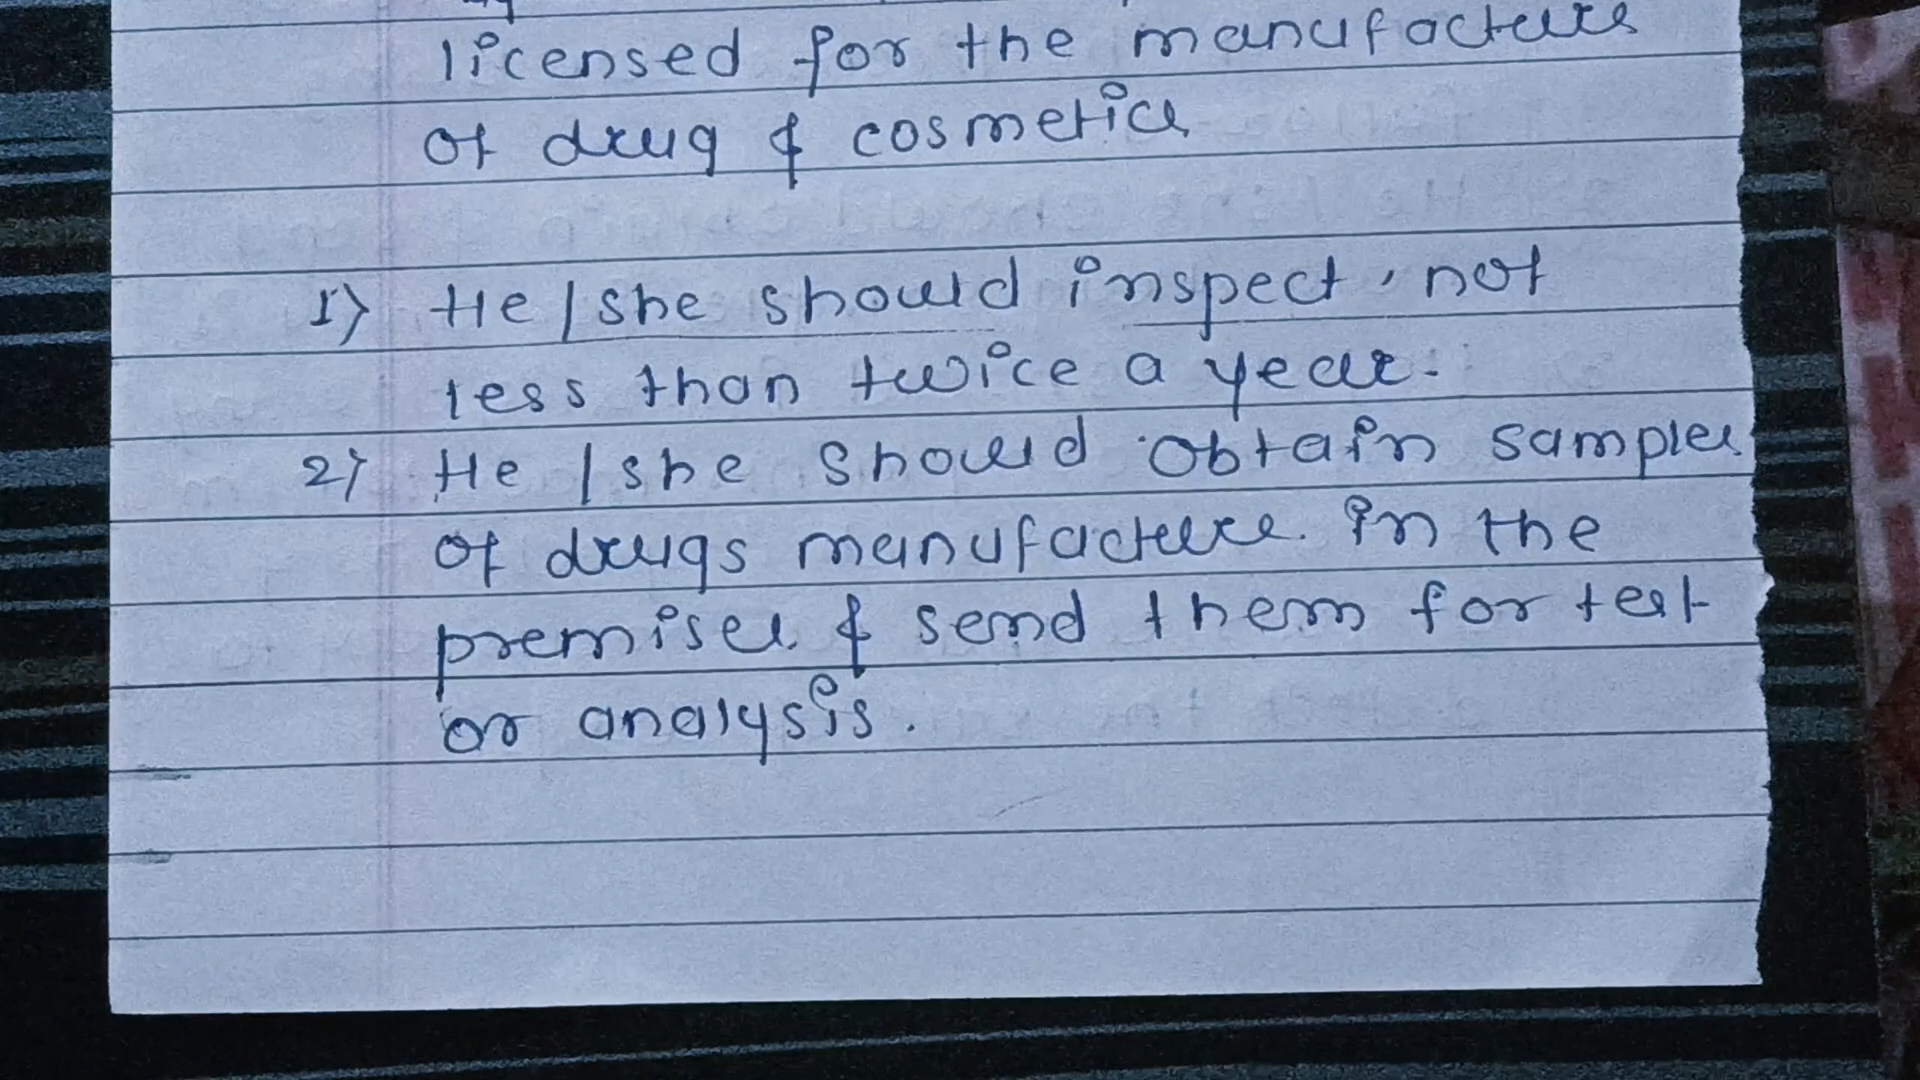 licensed for the manufacture
of drug & cosmetics
1) He / she should inspect, not
less than twice a year.
2) He / she should obtain samples
of drugs manufacture in the
premises & send them for test
or analysis.